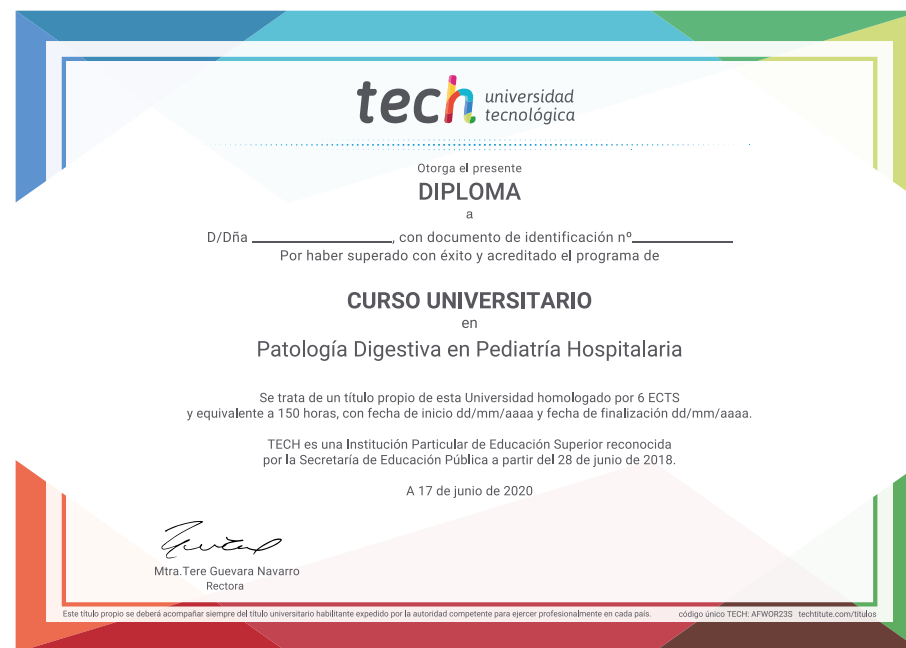 tech universidad
tecnológica
Otorga el presente
DIPLOMA
a
D/Dña ____________________, con documento de identificación nº______________
Por haber superado con éxito y acreditado el programa de
CURSO UNIVERSITARIO
en
Patología Digestiva en Pediatría Hospitalaria
Se trata de un título propio de esta Universidad homologado por 6 ECTS
y equivalente a 150 horas, con fecha de inicio dd/mm/aaaa y fecha de finalización dd/mm/aaaa.
TECH es una Institución Particular de Educación Superior reconocida
por la Secretaría de Educación Pública a partir del 28 de junio de 2018.
A 17 de junio de 2020
Mtra.Tere Guevara Navarro
Rectora
Este título propio se deberá acompañar siempre del título universitario habilitante expedido por la autoridad competente para ejercer profesionalmente en cada país. código único TECH: AFWOR23S techtitute.com/titulos